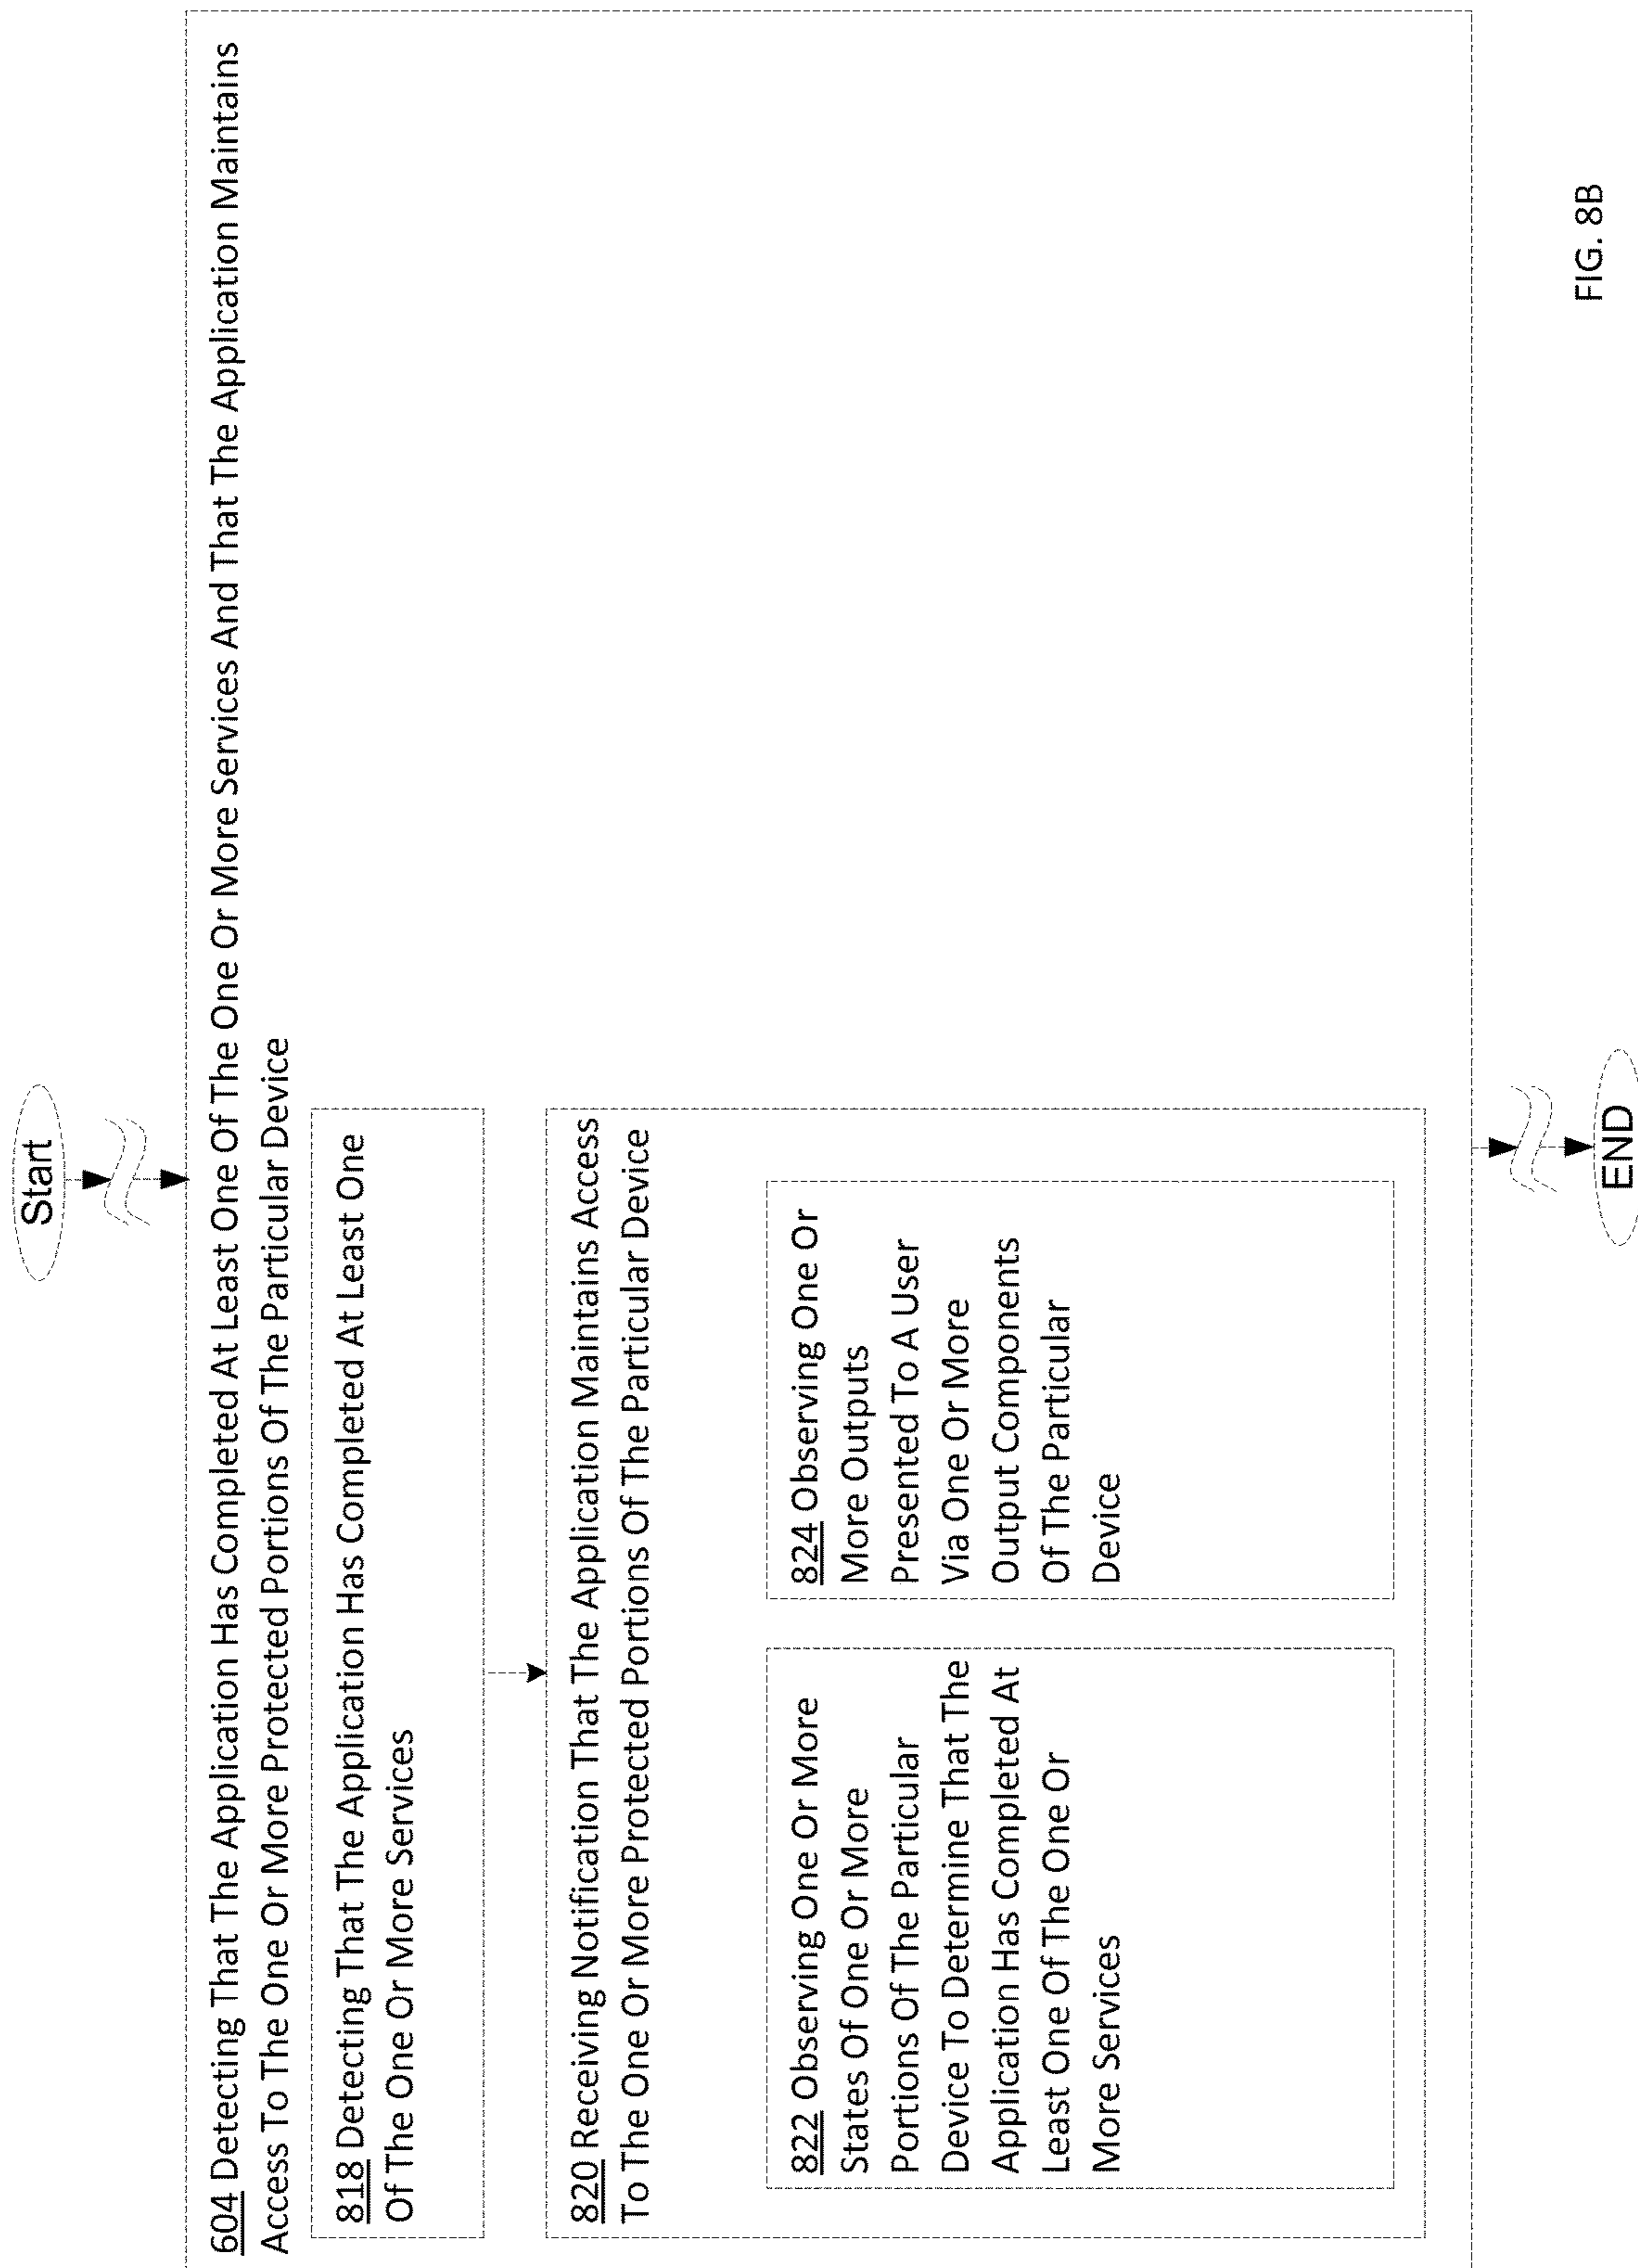 Start
604 Detecting That The Application Has Completed At Least One Of The One Or More Services And That The Application Maintains
Access To The One Or More Protected Portions Of The Particular Device
818 Detecting That The Application Has Completed At Least One
Of The One Or More Services
820 Receiving Notification That The Application Maintains Access
To The One Or More Protected Portions Of The Particular Device
822 Observing One Or More
States Of One Or More
Portions Of The Particular
Device To Determine That The
Application Has Completed At
Least One Of The One Or
More Services
824 Observing One Or
More Outputs
Presented To A User
Via One Or More
Output Components
Of The Particular
Device
END
FIG. 8B